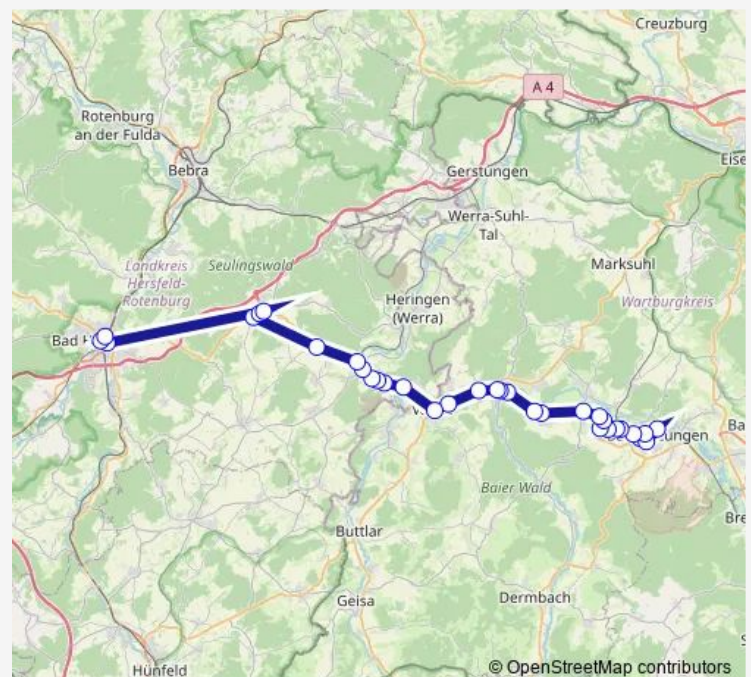 Creuzburg
A 4
Rotenburg
an der Fulda
Eise
Bebra
Gerstungen
Werra-Suhl-
Tal
Landkreis
Hersfeld-
Rotenburg
Seulingswald
Marksuhl
Heringen
(Werra)
Wartburgkreis
Bad H
V
ungen
Ba
Baier Wald
Bre
Buttlar
Geisa
Dermbach
Hünfeld
S
© OpenStreetMap contributors